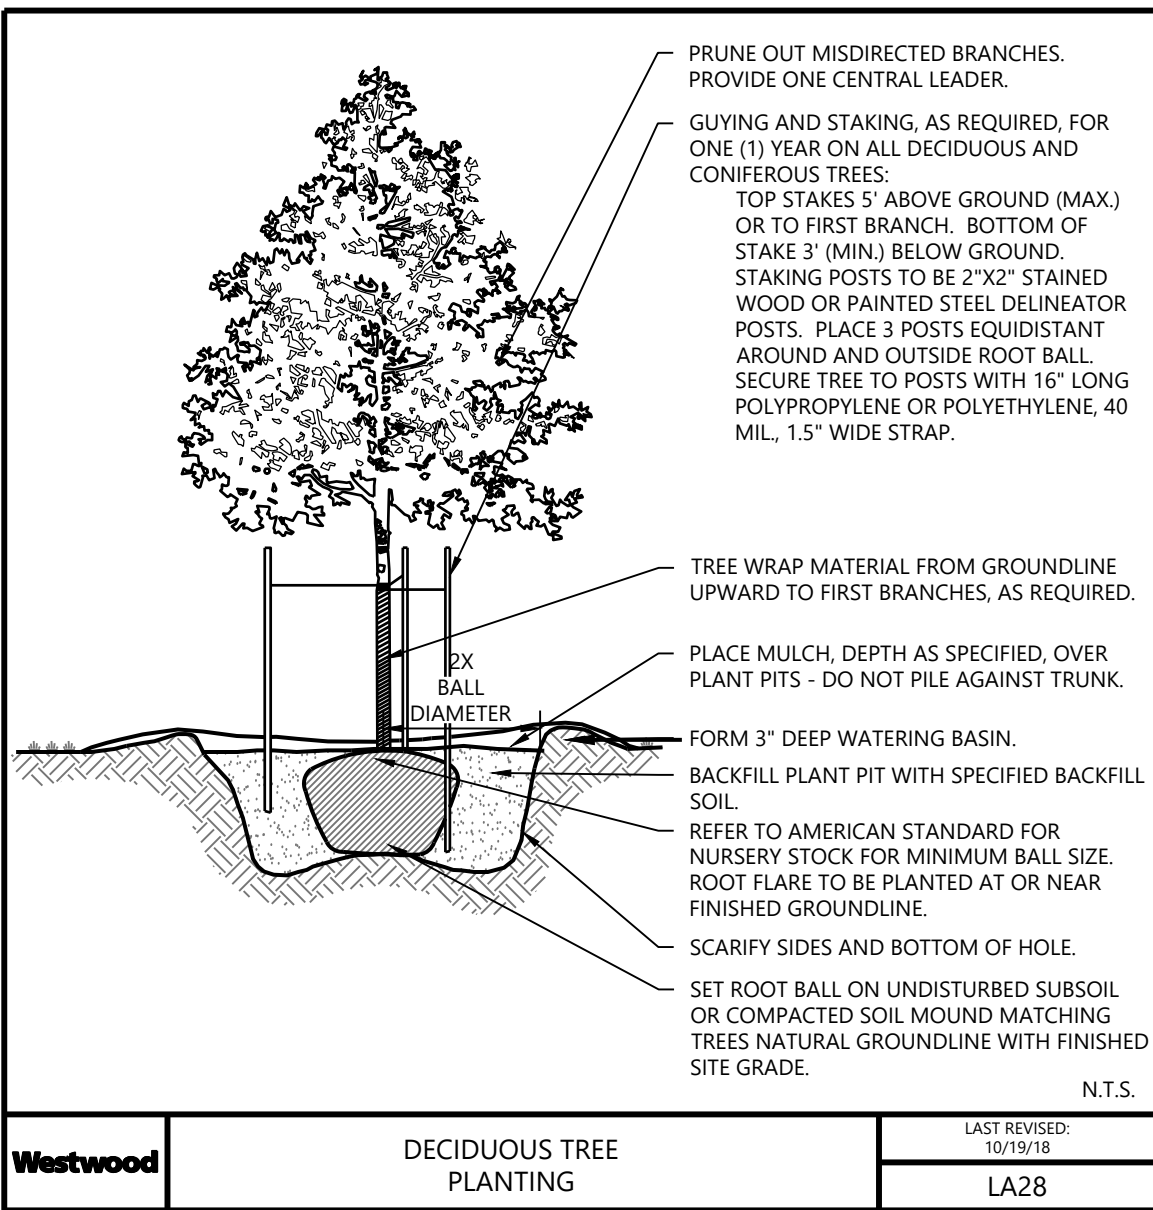 PRUNE OUT MISDIRECTED BRANCHES.
PROVIDE ONE CENTRAL LEADER.
GUYING AND STAKING, AS REQUIRED, FOR
ONE (1) YEAR ON ALL DECIDUOUS AND
CONIFEROUS TREES:
TOP STAKES 5' ABOVE GROUND (MAX.)
OR TO FIRST BRANCH. BOTTOM OF
STAKE 3' (MIN.) BELOW GROUND.
STAKING POSTS TO BE 2"X2" STAINED
WOOD OR PAINTED STEEL DELINEATOR
POSTS. PLACE 3 POSTS EQUIDISTANT
AROUND AND OUTSIDE ROOT BALL.
SECURE TREE TO POSTS WITH 16" LONG
POLYPROPYLENE OR POLYETHYLENE, 40
MIL., 1.5" WIDE STRAP.
TREE WRAP MATERIAL FROM GROUNDLINE
UPWARD TO FIRST BRANCHES, AS REQUIRED.
2X
BALL
DIAMETER
PLACE MULCH, DEPTH AS SPECIFIED, OVER
PLANT PITS - DO NOT PILE AGAINST TRUNK.
FORM 3" DEEP WATERING BASIN.
BACKFILL PLANT PIT WITH SPECIFIED BACKFILL
SOIL.
REFER TO AMERICAN STANDARD FOR
NURSERY STOCK FOR MINIMUM BALL SIZE.
ROOT FLARE TO BE PLANTED AT OR NEAR
FINISHED GROUNDLINE.
SCARIFY SIDES AND BOTTOM OF HOLE.
SET ROOT BALL ON UNDISTURBED SUBSOIL
OR COMPACTED SOIL MOUND MATCHING
TREES NATURAL GROUNDLINE WITH FINISHED
SITE GRADE.
N.T.S.
Westwood
DECIDUOUS TREE
PLANTING
LAST REVISED:
10/19/18
LA28